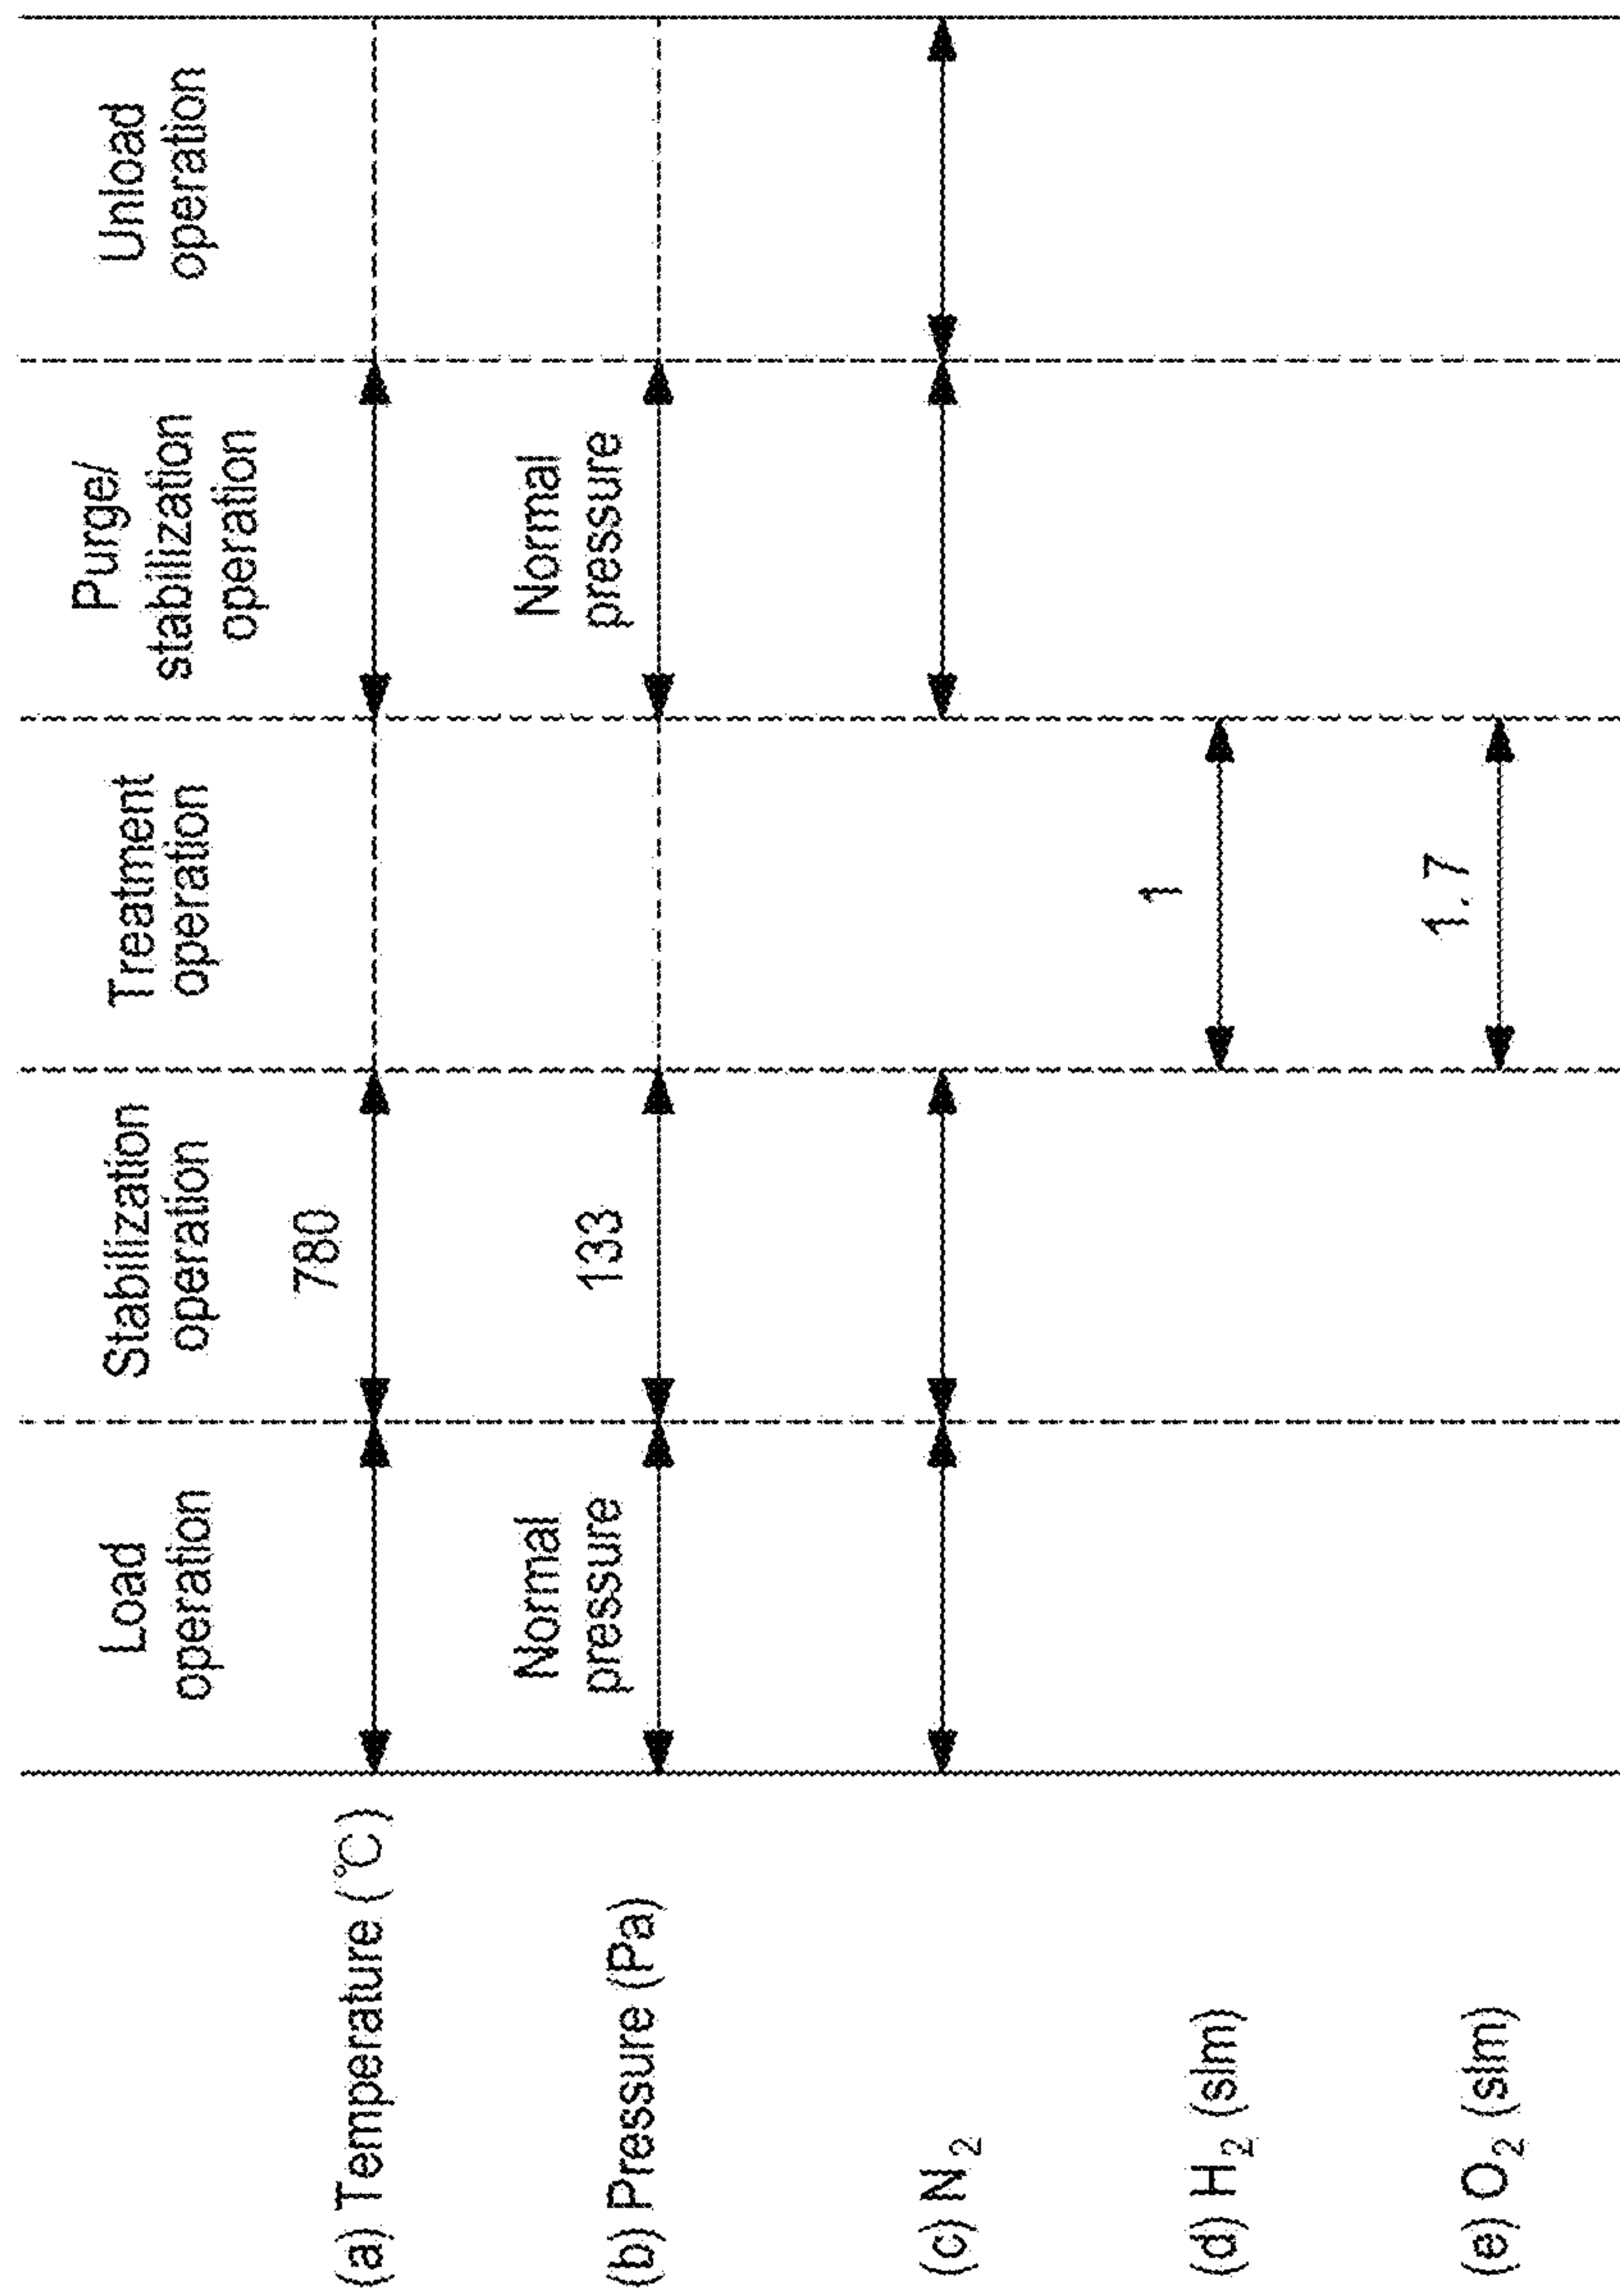 Load
operation
Stabilization
operation
Treatment
operation
Purge/
stabilization
operation
Unload
operation
(a) Temperature (℃)
780
(b) Pressure (Pa)
Normal
pressure
133
Normal
pressure
(c) N₂
(d) H₂ (slm)
1
(e) O₂ (slm)
1.7